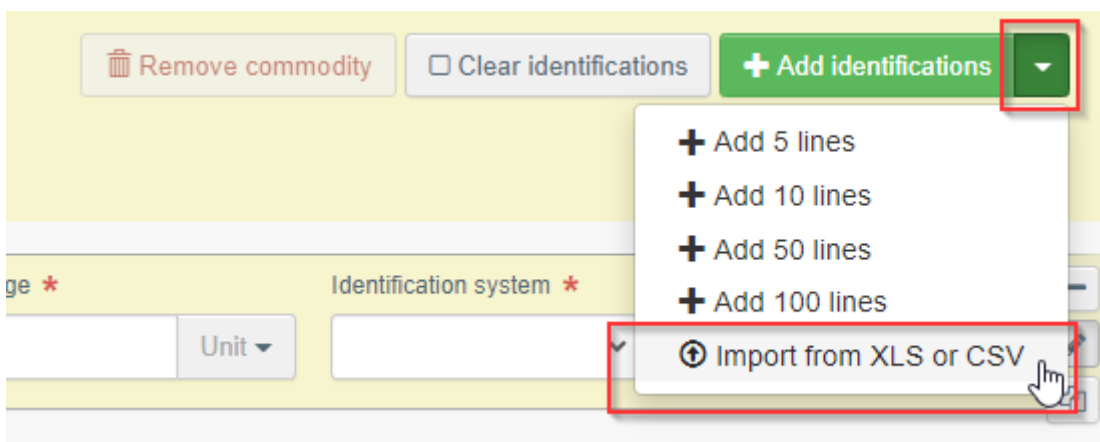 Remove commodity
Clear identifications
Add identifications
Add 5 lines
Add 10 lines
Add 50 lines
Add 100 lines
ge *
Identification system *
Unit
Import from XLS or CSV